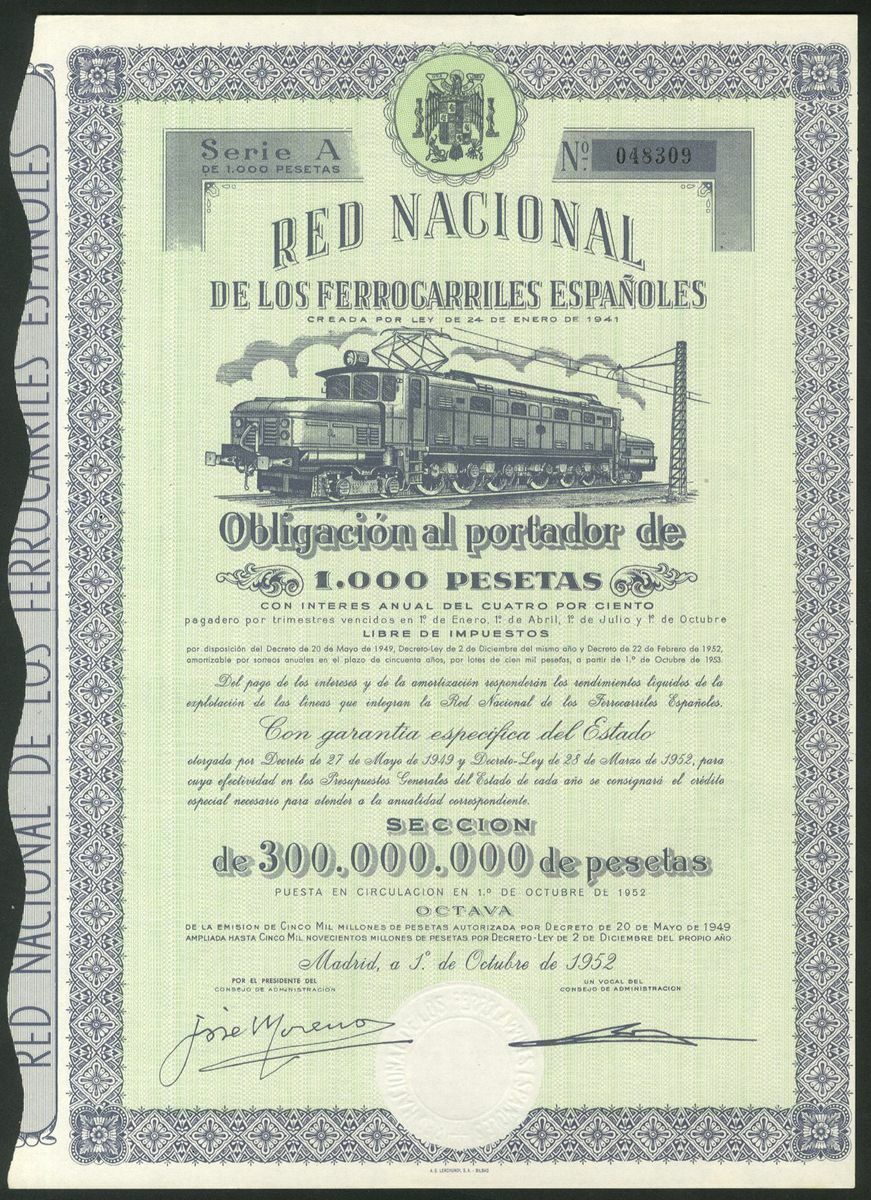 Serie A
DE 1.000 PESETAS
Nº 048309
RED NACIONAL
DE LOS FERROCARRILES ESPAÑOLES
CREADA POR LEY DE 24 DE ENERO DE 1941
Obligación al portador de
1.000 PESETAS
CON INTERES ANUAL DEL CUATRO POR CIENTO
pagadero por trimestres vencidos en 1º de Enero, 1º de Abril, 1º de Julio y 1º de Octubre
LIBRE DE IMPUESTOS
por disposición del Decreto de 20 de Mayo de 1949, Decreto-Ley de 2 de Diciembre del mismo año y Decreto de 22 de Febrero de 1952,
amortizable por sorteos anuales en el plazo de cincuenta años, por lotes de cien mil pesetas, a partir de 1.º de Octubre de 1953.
Del pago de los intereses y de la amortización responderán los rendimientos líquidos de la
explotación de las líneas que integran la Red Nacional de los Ferrocarriles Españoles.
Con garantía específica del Estado
otorgada por Decreto de 27 de Mayo de 1949 y Decreto-Ley de 28 de Marzo de 1952, para
cuya efectividad en los Presupuestos Generales del Estado de cada año se consignará el crédito
especial necesario para atender a la anualidad correspondiente.
SECCION
de 300.000.000 de pesetas
PUESTA EN CIRCULACION EN 1.º DE OCTUBRE DE 1952
OCTAVA
DE LA EMISION DE CINCO MIL MILLONES DE PESETAS AUTORIZADA POR DECRETO DE 20 DE MAYO DE 1949
AMPLIADA HASTA CINCO MIL NOVECIENTOS MILLONES DE PESETAS POR DECRETO-LEY DE 2 DE DICIEMBRE DEL PROPIO AÑO
Madrid, a 1º de Octubre de 1952
POR EL PRESIDENTE DEL
CONSEJO DE ADMINISTRACION
UN VOCAL DEL
CONSEJO DE ADMINISTRACION
José Moreno
RED NACIONAL DE LOS FERROCARRILES ESPAÑOLES
A. G. LERCHUNDI, S. A. - BILBAO